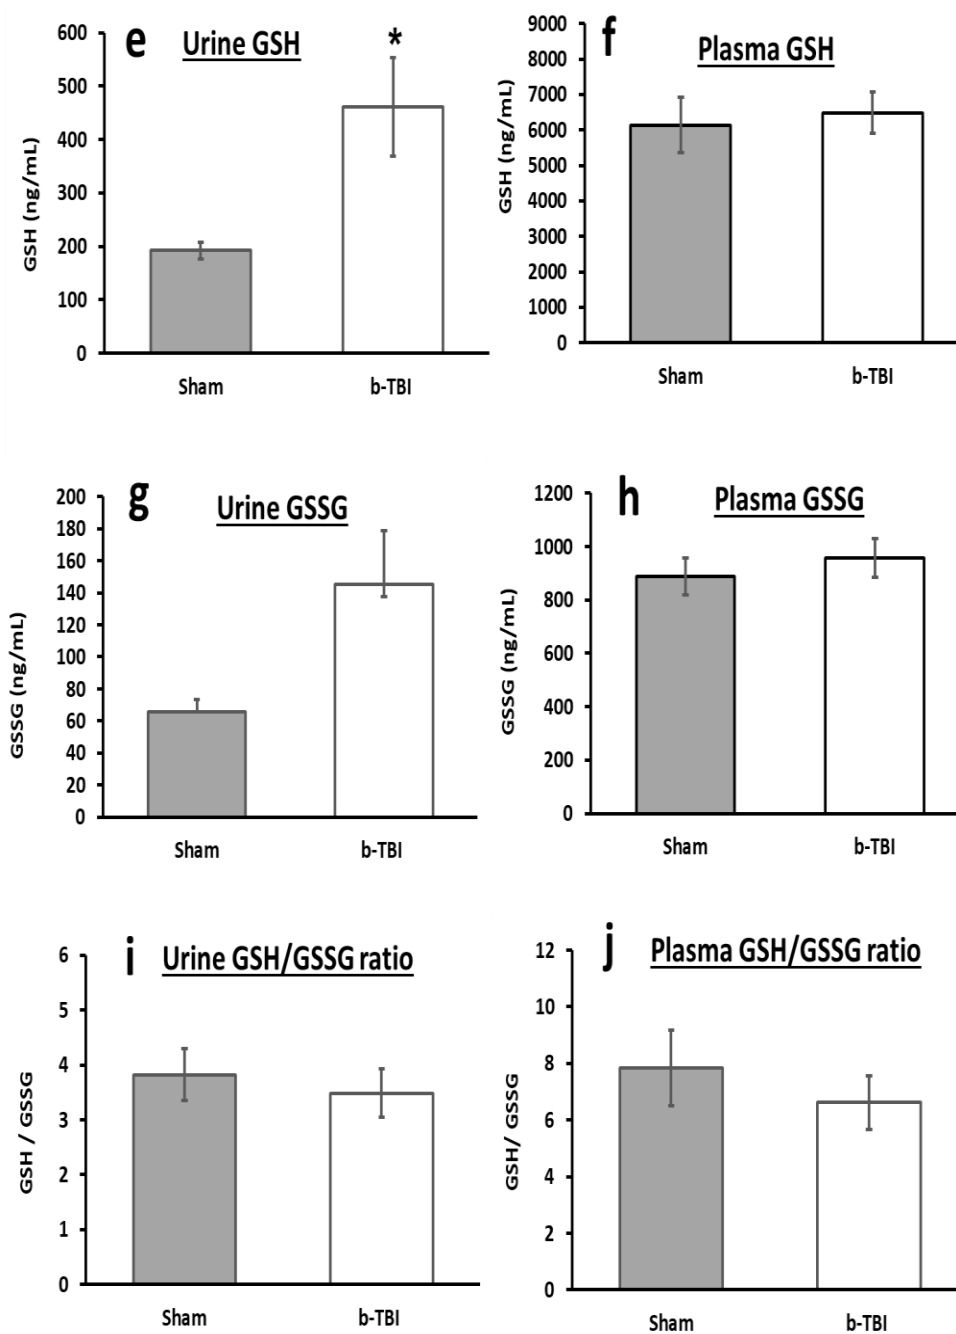 e Urine GSH
*
600
500
400
300
200
100
0
GSH (ng/mL)
Sham b-TBI
f Plasma GSH
9000
8000
7000
6000
5000
4000
3000
2000
1000
0
GSH (ng/mL)
Sham b-TBI
g Urine GSSG
200
180
160
140
120
100
80
60
40
20
0
GSSG (ng/mL)
Sham b-TBI
h Plasma GSSG
1200
1000
800
600
400
200
0
GSSG (ng/mL)
Sham b-TBI
i Urine GSH/GSSG ratio
6
5
4
3
2
1
0
GSH / GSSG
Sham b-TBI
j Plasma GSH/GSSG ratio
12
10
8
6
4
2
0
GSH/ GSSG
Sham b-TBI